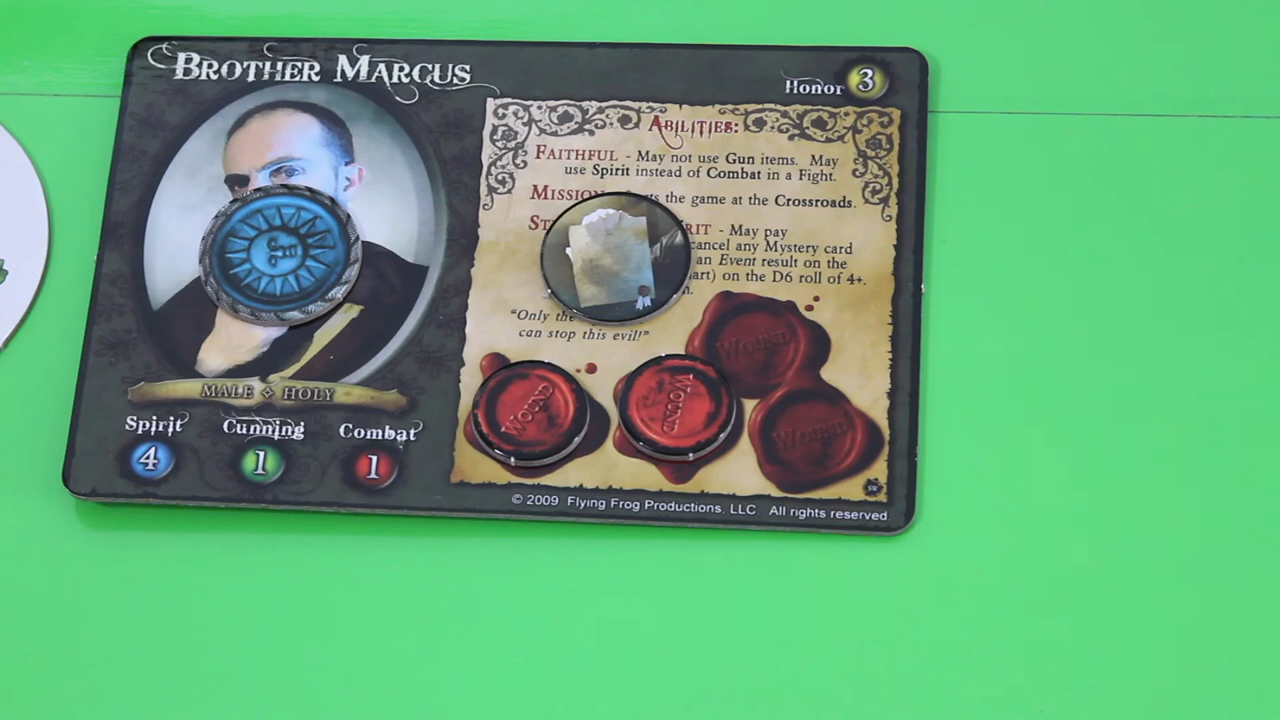 BROTHER MARCUS
Honor 3
ABILITIES:
FAITHFUL - May not use Gun items. May
use Spirit instead of Combat in a Fight.
MISSION the game at the Crossroads.
- May pay
cancel any Mystery card
an Event result on the
on the D6 roll of 4+.
"Only the
can stop this evil!"
MALE HOLY
Spirit Cunning Combat
4 1 1
WOUND
WOUND
WOUND
WOUND
© 2009 Flying Frog Productions, LLC. All rights reserved.